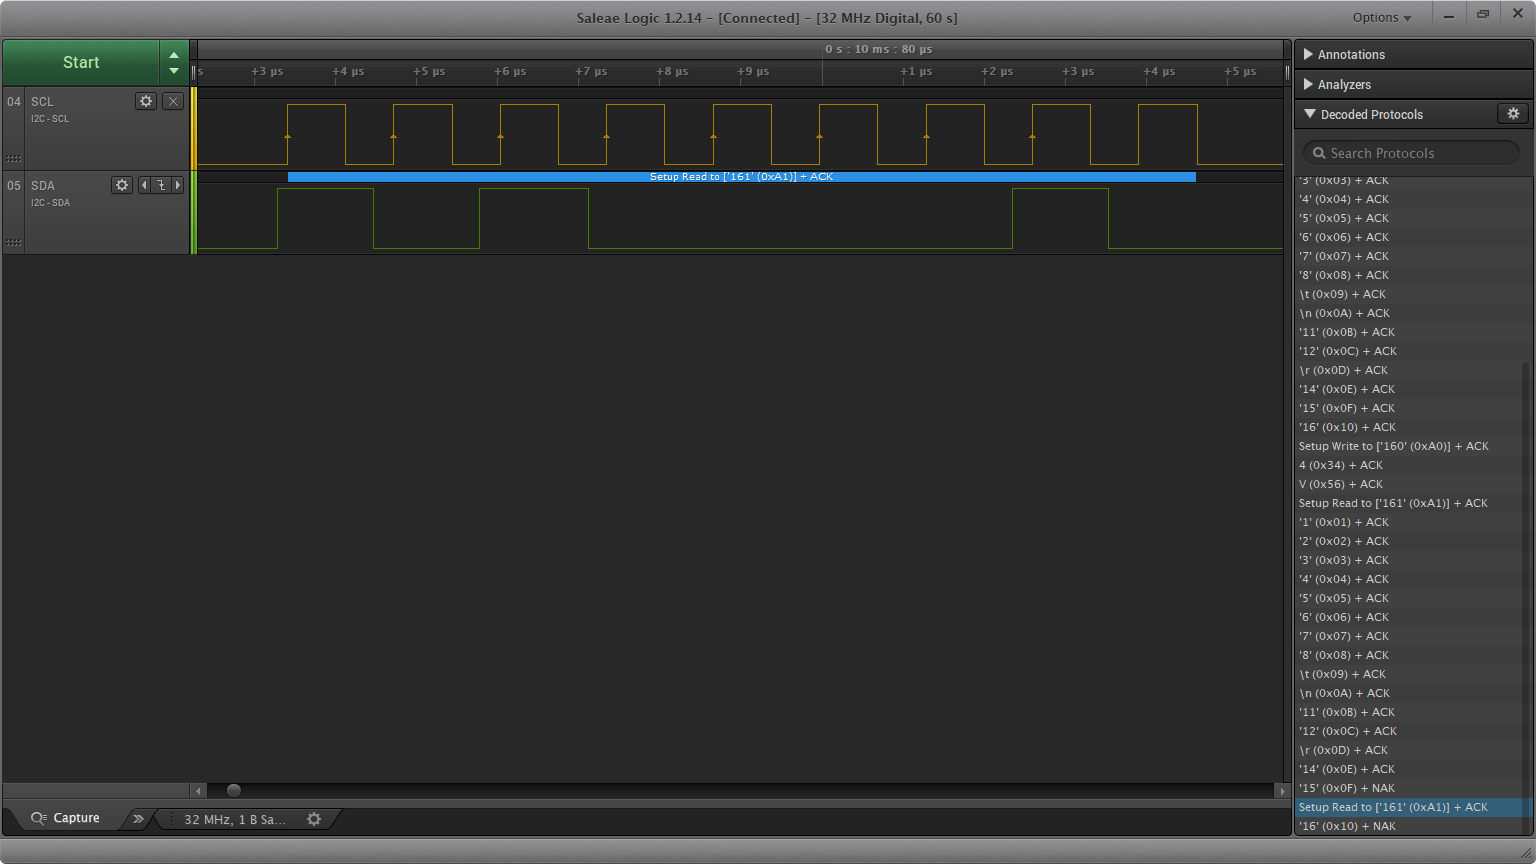 Saleae Logic 1.2.14 - [Connected] - [32 MHz Digital, 60 s]
Options
Start
0 s : 10 ms : 80 µs
s
+3 µs
+4 µs
+5 µs
+6 µs
+7 µs
+8 µs
+9 µs
+1 µs
+2 µs
+3 µs
+4 µs
+5 µs
04
SCL
I2C - SCL
05
SDA
I2C - SDA
Setup Read to ['161' (0xA1)] + ACK
Annotations
Analyzers
Decoded Protocols
Search Protocols
'3' (0x03) + ACK
'4' (0x04) + ACK
'5' (0x05) + ACK
'6' (0x06) + ACK
'7' (0x07) + ACK
'8' (0x08) + ACK
\t (0x09) + ACK
\n (0x0A) + ACK
'11' (0x0B) + ACK
'12' (0x0C) + ACK
\r (0x0D) + ACK
'14' (0x0E) + ACK
'15' (0x0F) + ACK
'16' (0x10) + ACK
Setup Write to ['160' (0xA0)] + ACK
4 (0x34) + ACK
V (0x56) + ACK
Setup Read to ['161' (0xA1)] + ACK
'1' (0x01) + ACK
'2' (0x02) + ACK
'3' (0x03) + ACK
'4' (0x04) + ACK
'5' (0x05) + ACK
'6' (0x06) + ACK
'7' (0x07) + ACK
'8' (0x08) + ACK
\t (0x09) + ACK
\n (0x0A) + ACK
'11' (0x0B) + ACK
'12' (0x0C) + ACK
\r (0x0D) + ACK
'14' (0x0E) + ACK
'15' (0x0F) + NAK
Setup Read to ['161' (0xA1)] + ACK
'16' (0x10) + NAK
Capture
32 MHz, 1 B Sa...